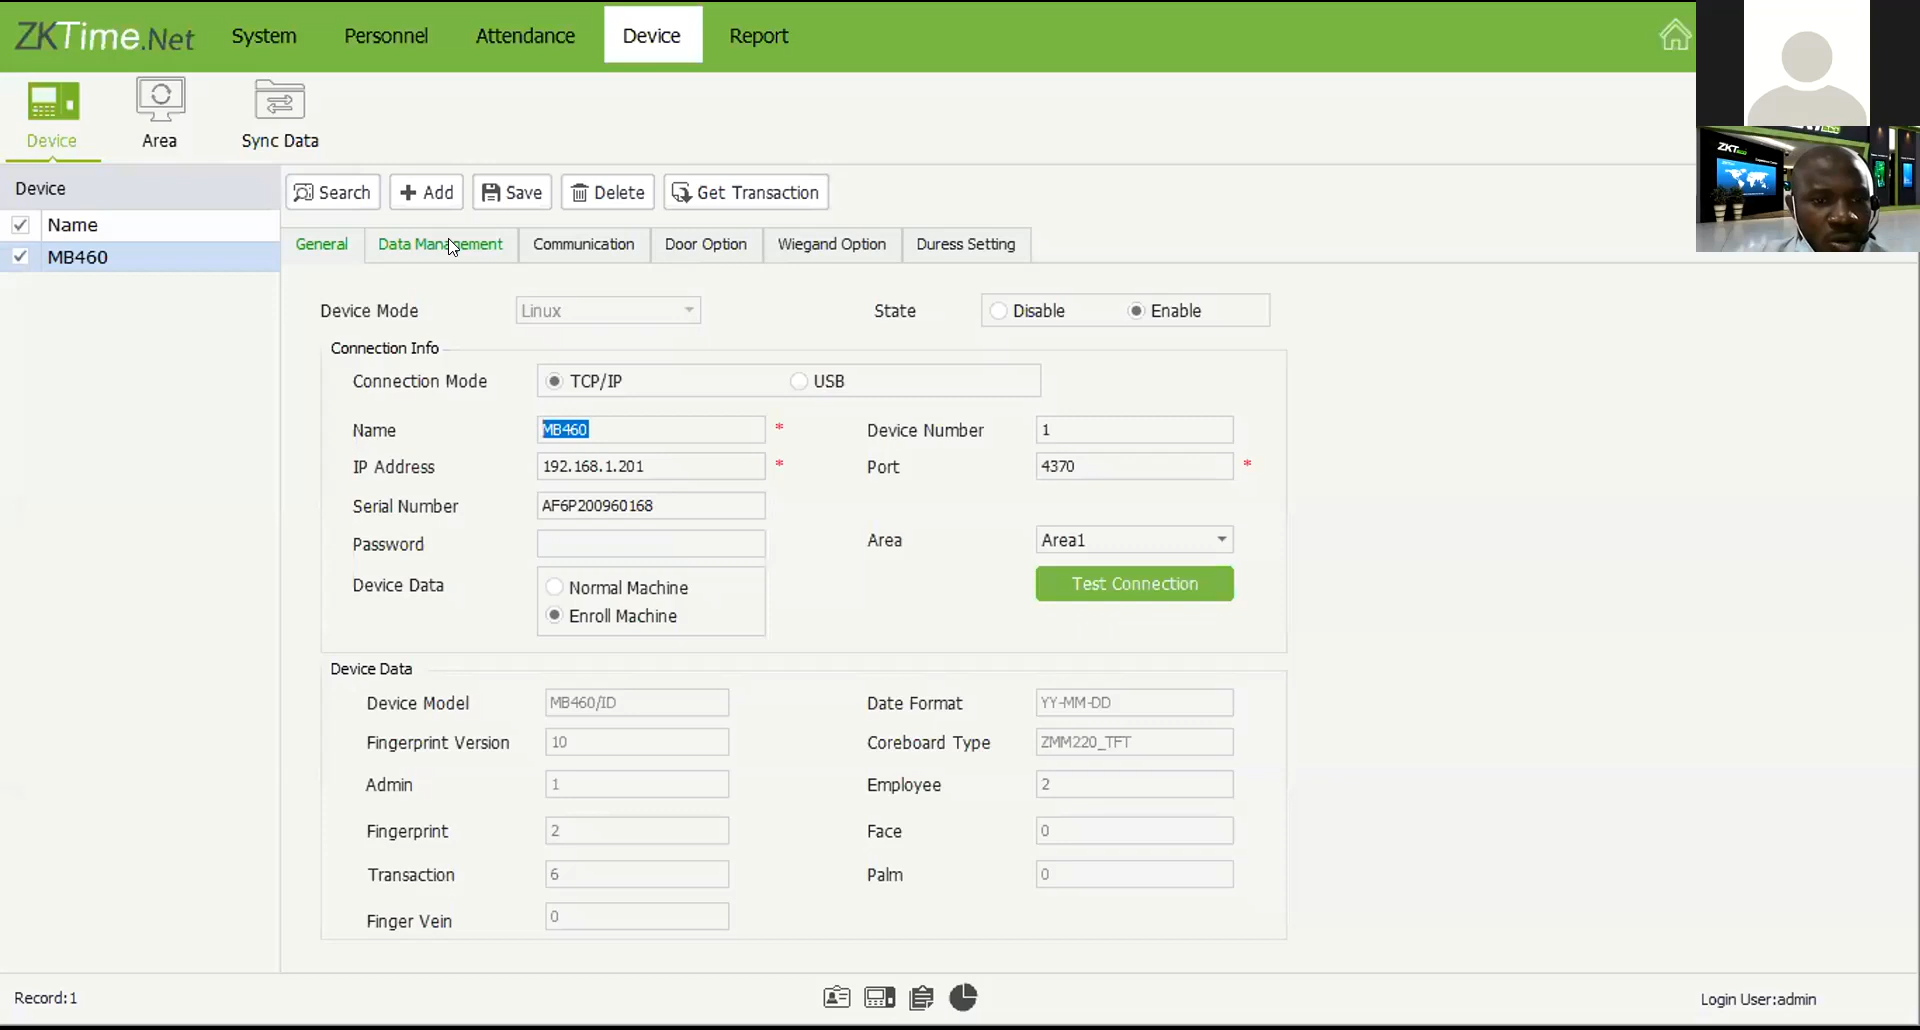 ZKTime.Net System Personnel Attendance Device Report
Device Area Sync Data
Device
Search Add Save Delete Get Transaction
Name
General Data Management Communication Door Option Wiegand Option Duress Setting
MB460
Device Mode Linux State Disable Enable
Connection Info
Connection Mode TCP/IP USB
Name MB460 * Device Number 1
IP Address 192.168.1.201 * Port 4370 *
Serial Number AF6P200960168
Password Area Area1
Device Data Normal Machine Test Connection
Enroll Machine
Device Data
Device Model MB460/ID Date Format YY-MM-DD
Fingerprint Version 10 Coreboard Type ZMM220_TFT
Admin 1 Employee 2
Fingerprint 2 Face 0
Transaction 6 Palm 0
Finger Vein 0
Record:1 Login User:admin